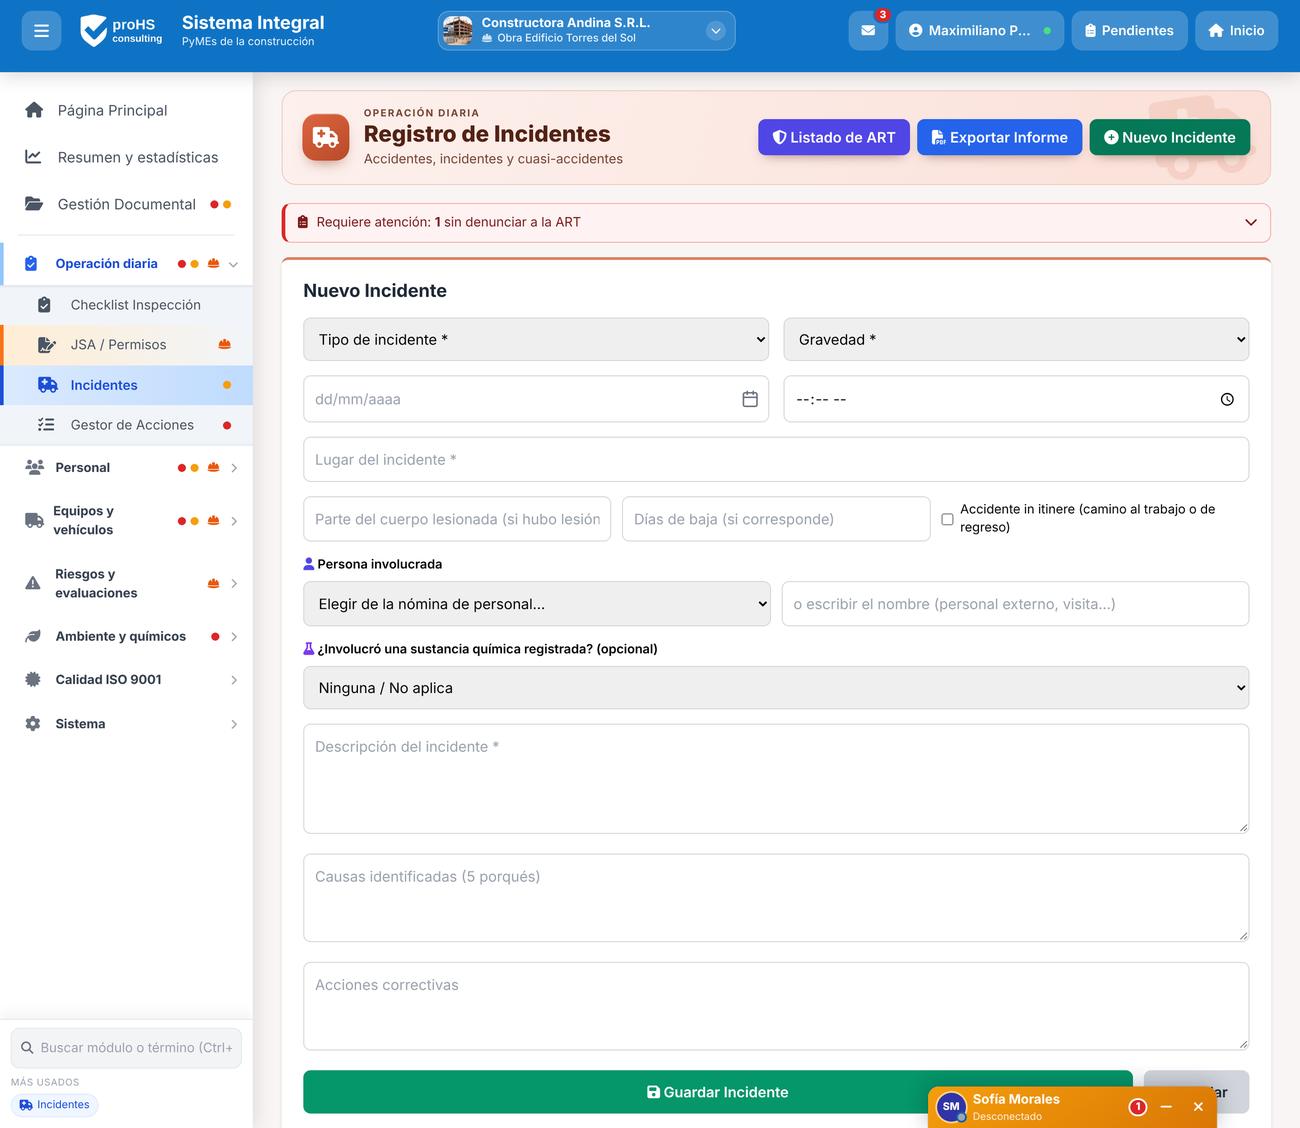 proHS
consulting
Sistema Integral
PyMEs de la construcción
Constructora Andina S.R.L.
Obra Edificio Torres del Sol
3
Maximiliano P...
Pendientes
Inicio
Página Principal
Resumen y estadísticas
Gestión Documental
Operación diaria
Checklist Inspección
JSA / Permisos
Incidentes
Gestor de Acciones
Personal
Equipos y
vehículos
Riesgos y
evaluaciones
Ambiente y químicos
Calidad ISO 9001
Sistema
Buscar módulo o término (Ctrl+
MÁS USADOS
Incidentes
OPERACIÓN DIARIA
Registro de Incidentes
Accidentes, incidentes y cuasi-accidentes
Listado de ART
Exportar Informe
Nuevo Incidente
Requiere atención: 1 sin denunciar a la ART
Nuevo Incidente
Tipo de incidente *
Gravedad *
dd/mm/aaaa
--:-- --
Lugar del incidente *
Parte del cuerpo lesionada (si hubo lesión
Días de baja (si corresponde)
Accidente in itinere (camino al trabajo o de
regreso)
Persona involucrada
Elegir de la nómina de personal...
o escribir el nombre (personal externo, visita...)
¿Involucró una sustancia química registrada? (opcional)
Ninguna / No aplica
Descripción del incidente *
Causas identificadas (5 porqués)
Acciones correctivas
Guardar Incidente
SM
Sofía Morales
Desconectado
1